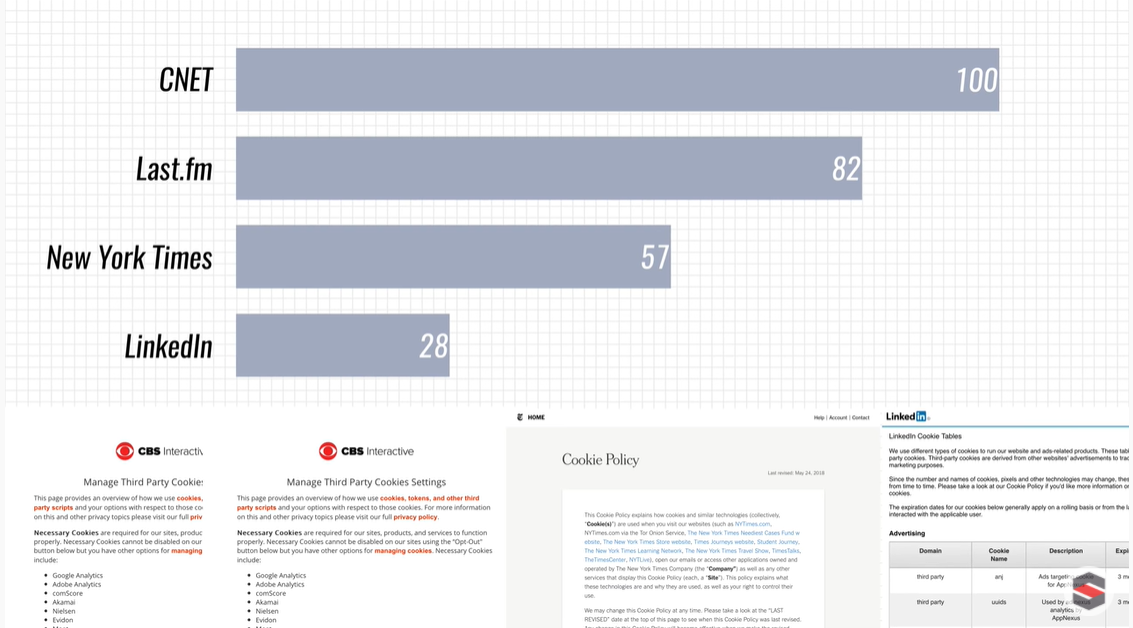 CNET
100
Last.fm
82
New York Times
57
LinkedIn
28
CBS Interactiv
Manage Third Party Cookie
This page provides an overview of how we use cookies,
party scripts and your options with respect to those co
on this and other privacy topics please visit our full priv
Necessary Cookies are required for our sites, produc
properly. Necessary Cookies cannot be disabled on our
button below but you have other options for managing
include:
Google Analytics
Adobe Analytics
comScore
Akamai
Nielsen
Evidon
CBS Interactive
Manage Third Party Cookies Settings
This page provides an overview of how we use cookies, tokens, and other third
party scripts and your options with respect to those cookies. For more information
on this and other privacy topics please visit our full privacy policy.
Necessary Cookies are required for our sites, products, and services to function
properly. Necessary Cookies cannot be disabled on our sites using the "Opt-Out"
button below but you have other options for managing cookies. Necessary Cookies
include:
Google Analytics
Adobe Analytics
comScore
Akamai
Nielsen
Evidon
HOME
Help | Account | Contact
Cookie Policy
Last revised: May 24, 2018
This Cookie Policy explains how cookies and similar technologies (collectively,
"Cookie(s)") are used when you visit our websites (such as NYTimes.com,
NYTimes.com via the Tor Onion Service, The New York Times Neediest Cases Fund w
ebsite, The New York Times Store website, Times Journeys website, Student Journey,
The New York Times Learning Network, The New York Times Travel Show, TimesTalks,
TheTimesCenter, NYTLive), open our emails or access other applications owned and
operated by The New York Times Company (the "Company") as well as any other
services that display this Cookie Policy (each, a "Site"). This policy explains what
these technologies are and why they are used, as well as your right to control their
use.
We may change this Cookie Policy at any time. Please take a look at the "LAST
REVISED" date at the top of this page to see when this Cookie Policy was last revised.
Linked in
LinkedIn Cookie Tables
We use different types of cookies to run our website and ads-related products. These tabl
party cookies. Third-party cookies are derived from other websites' advertisements to trac
marketing purposes.
Since the number and names of cookies, pixels and other technologies may change, thes
from time to time. Please take a look at our Cookie Policy if you'd like more information o
cookies.
The expiration dates for our cookies below generally apply on a rolling basis or from the la
interacted with the applicable user.
Advertising
Domain
Cookie
Name
Description
Expi
third party
anj
Ads targeting
for App
3 m
third party
uuids
Used by
analytics by
AppNexus
3 m